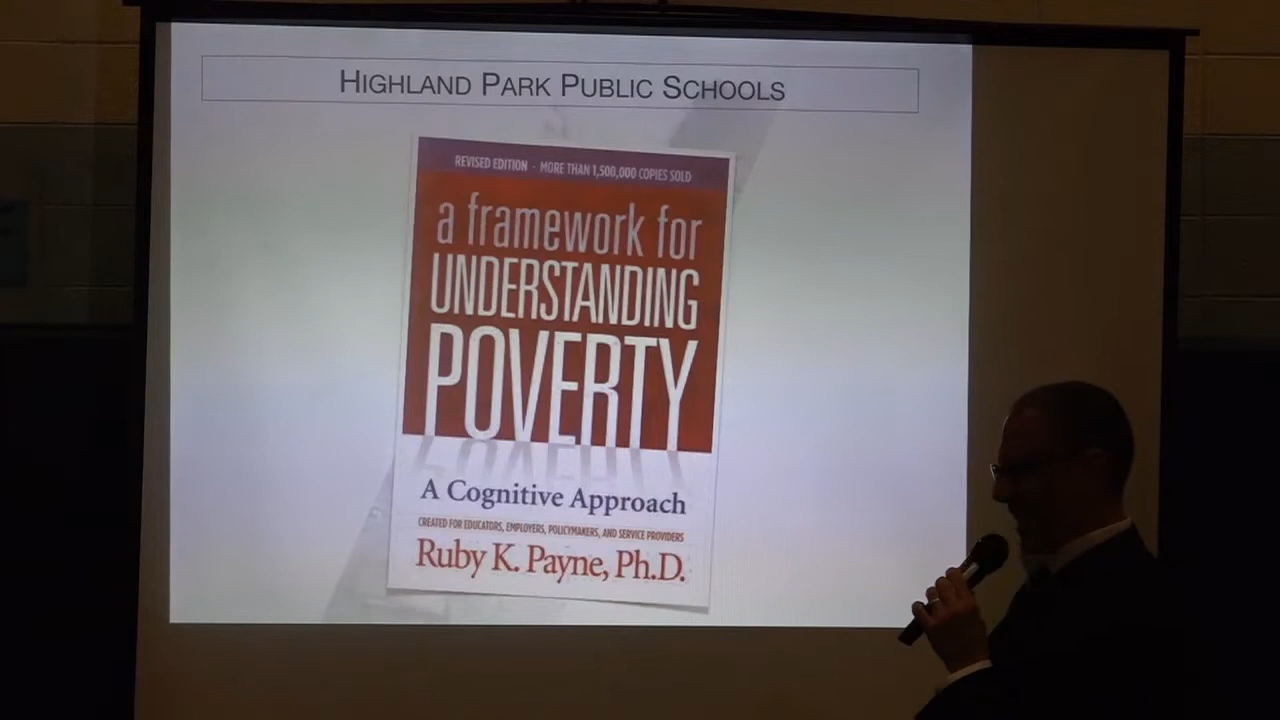 HIGHLAND PARK PUBLIC SCHOOLS
REVISED EDITION - MORE THAN 1,500,000 COPIES SOLD
a framework for
UNDERSTANDING
POVERTY
A Cognitive Approach
CREATED FOR EDUCATORS, EMPLOYERS, POLICYMAKERS, AND SERVICE PROVIDERS
Ruby K. Payne, Ph.D.